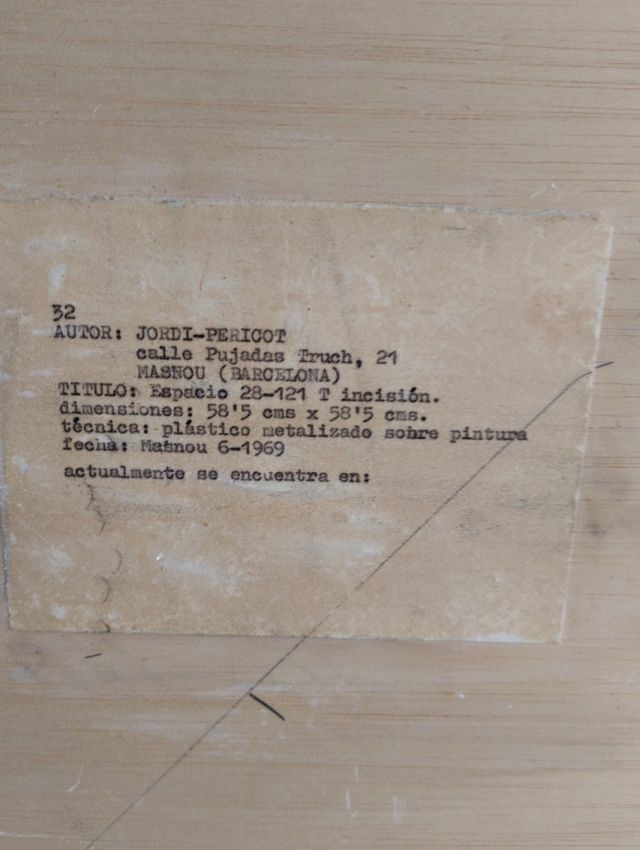 32
AUTOR: JORDI-PERICOT
calle Pujadas Truch, 21
MASNOU (BARCELONA)
TITULO: Espacio 28-121 T incisión.
dimensiones: 58'5 cms x 58'5 cms.
técnica: plástico metalizado sobre pintura
fecha: Masnou 6-1969
actualmente se encuentra en: